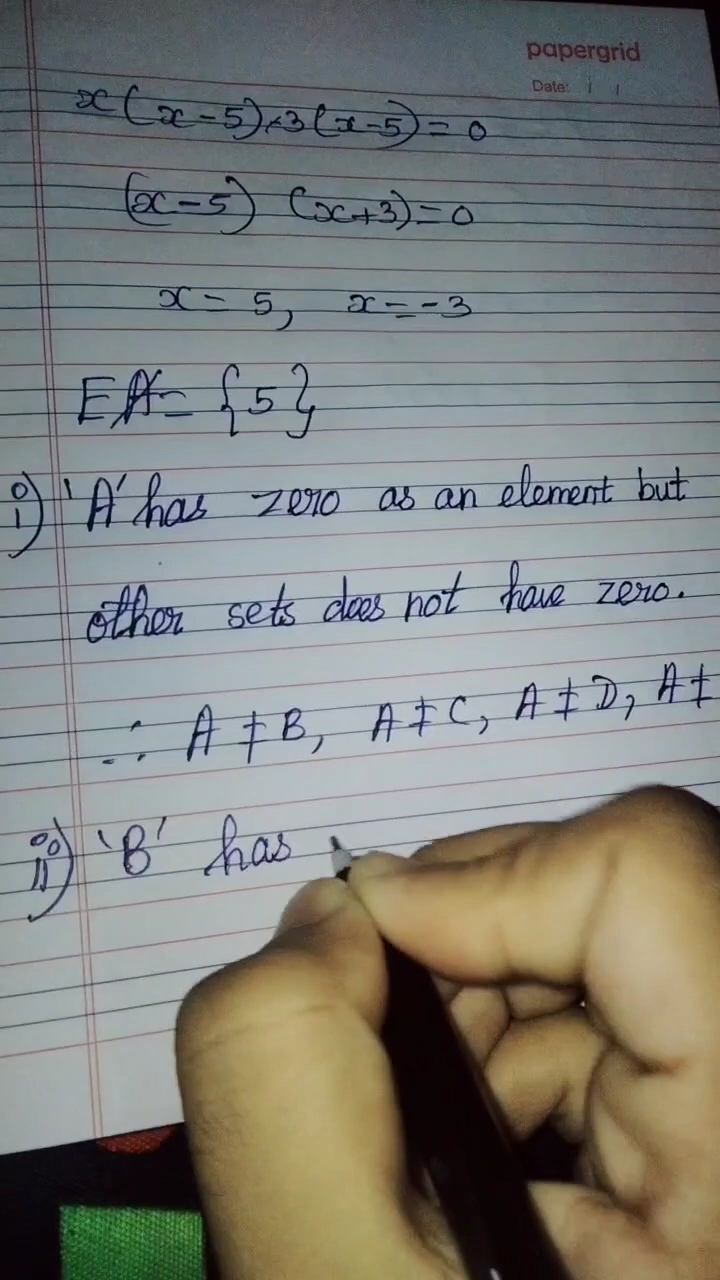 papergrid
Date:
x(x-5)+3(x-5)=0
(x-5) (x+3)=0
x=5, x=-3
E = {5}
i) 'A' has zero as an element but
other sets does not have zero.
∴ A ≠ B, A ≠ C, A ≠ D, A ≠
ii) 'B' has